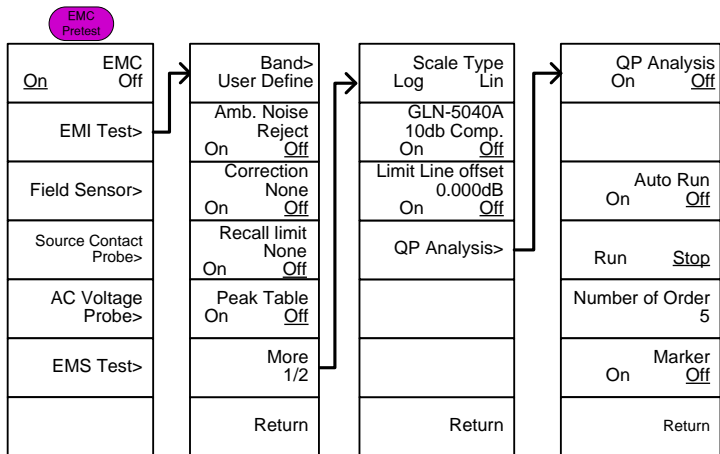 EMC
Pretest
EMC
On Off
EMI Test>
Field Sensor>
Source Contact
Probe>
AC Voltage
Probe>
EMS Test>
Band>
User Define
Amb. Noise
Reject
On Off
Correction
None
On Off
Recall limit
None
On Off
Peak Table
On Off
More
1/2
Return
Scale Type
Log Lin
GLN-5040A
10db Comp.
On Off
Limit Line offset
0.000dB
On Off
QP Analysis>
Return
QP Analysis
On Off
Auto Run
On Off
Run Stop
Number of Order
5
Marker
On Off
Return